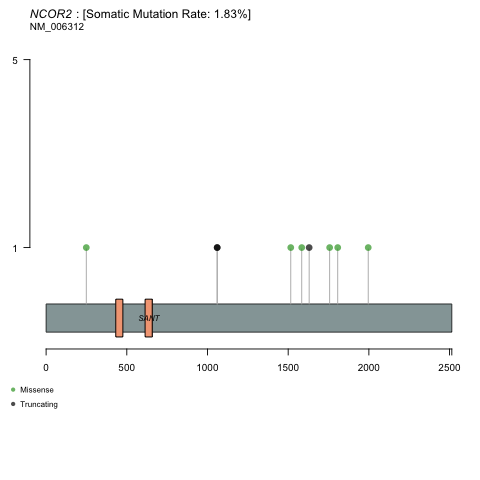 NCOR2 : [Somatic Mutation Rate: 1.83%]
NM_006312
5
1
SANT
0 500 1000 1500 2000 2500
Missense
Truncating